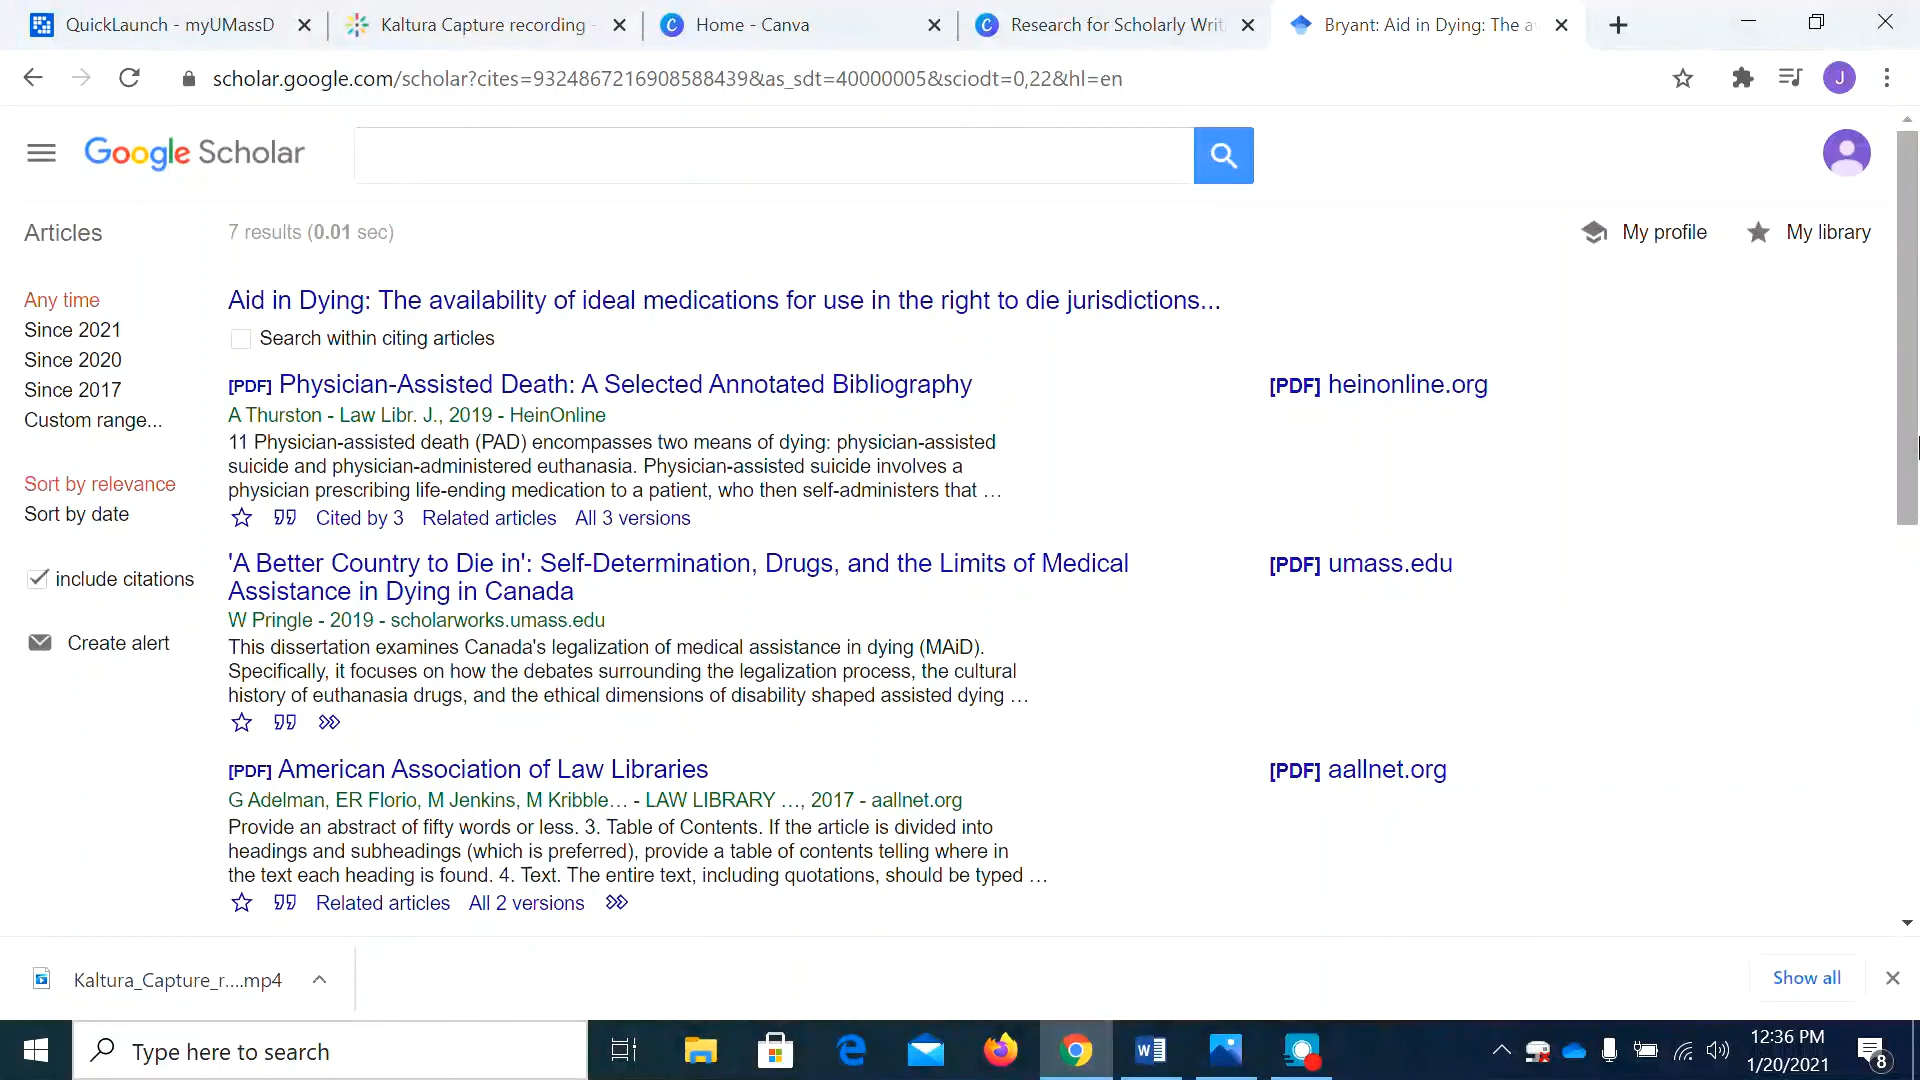 QuickLaunch - myUMassD
Kaltura Capture recording -
Home - Canva
Research for Scholarly Writ
Bryant: Aid in Dying: The a
scholar.google.com/scholar?cites=9324867216908588439&as_sdt=40000005&sciodt=0,22&hl=en
J
Google Scholar
Articles
7 results (0.01 sec)
My profile
My library
Any time
Since 2021
Since 2020
Since 2017
Custom range...
Sort by relevance
Sort by date
include citations
Create alert
Aid in Dying: The availability of ideal medications for use in the right to die jurisdictions...
Search within citing articles
[PDF] Physician-Assisted Death: A Selected Annotated Bibliography
[PDF] heinonline.org
A Thurston - Law Libr. J., 2019 - HeinOnline
11 Physician-assisted death (PAD) encompasses two means of dying: physician-assisted
suicide and physician-administered euthanasia. Physician-assisted suicide involves a
physician prescribing life-ending medication to a patient, who then self-administers that …
Cited by 3 Related articles All 3 versions
'A Better Country to Die in': Self-Determination, Drugs, and the Limits of Medical
Assistance in Dying in Canada
[PDF] umass.edu
W Pringle - 2019 - scholarworks.umass.edu
This dissertation examines Canada's legalization of medical assistance in dying (MAiD).
Specifically, it focuses on how the debates surrounding the legalization process, the cultural
history of euthanasia drugs, and the ethical dimensions of disability shaped assisted dying …
[PDF] American Association of Law Libraries
[PDF] aallnet.org
G Adelman, ER Florio, M Jenkins, M Kribble… - LAW LIBRARY …, 2017 - aallnet.org
Provide an abstract of fifty words or less. 3. Table of Contents. If the article is divided into
headings and subheadings (which is preferred), provide a table of contents telling where in
the text each heading is found. 4. Text. The entire text, including quotations, should be typed …
Related articles All 2 versions
Kaltura_Capture_r....mp4
Show all
Type here to search
12:36 PM
1/20/2021
8